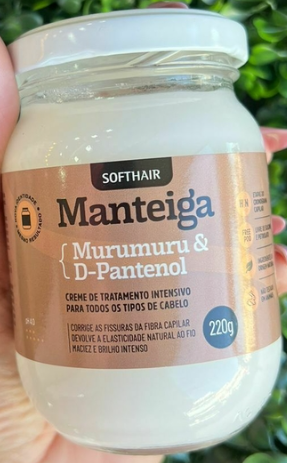 SOFTHAIR
Manteiga
Murumuru &
D-Pantenol
CREME DE TRATAMENTO INTENSIVO
PARA TODOS OS TIPOS DE CABELO
CORRIGE AS FISSURAS DA FIBRA CAPILAR
DEVOLVE A ELASTICIDADE NATURAL AO FIO
MACIEZ E BRILHO INTENSO
220g